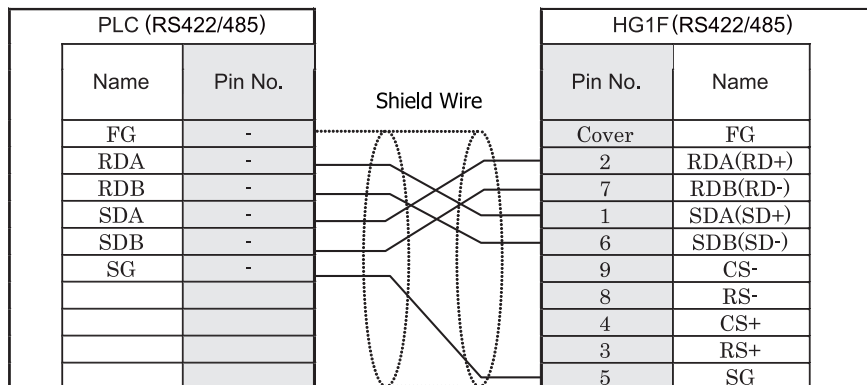 PLC (RS422/485)
Name Pin No.
FG -
RDA -
RDB -
SDA -
SDB -
SG -
Shield Wire
HG1F(RS422/485)
Pin No. Name
Cover FG
2 RDA(RD+)
7 RDB(RD-)
1 SDA(SD+)
6 SDB(SD-)
9 CS-
8 RS-
4 CS+
3 RS+
5 SG